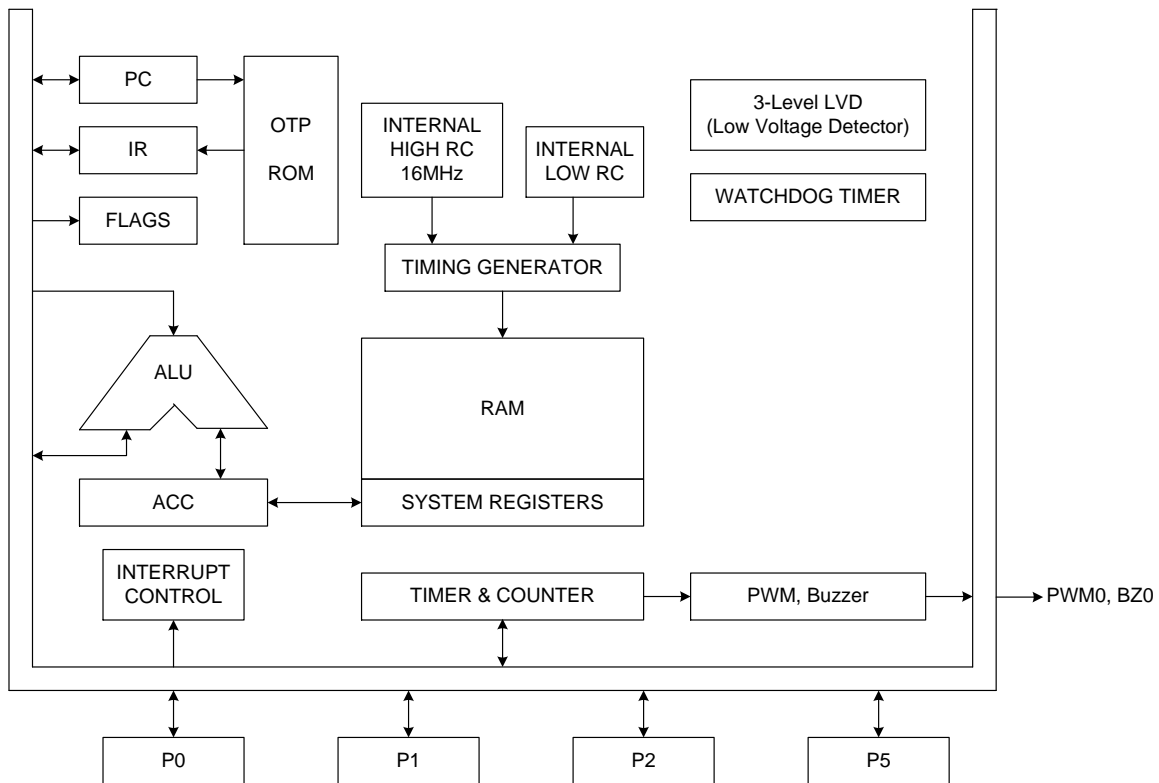 PC
IR
FLAGS
OTP
ROM
INTERNAL
HIGH RC
16MHz
INTERNAL
LOW RC
3-Level LVD
(Low Voltage Detector)
WATCHDOG TIMER
TIMING GENERATOR
ALU
RAM
ACC
SYSTEM REGISTERS
INTERRUPT
CONTROL
TIMER & COUNTER
PWM, Buzzer
PWM0, BZ0
P0
P1
P2
P5